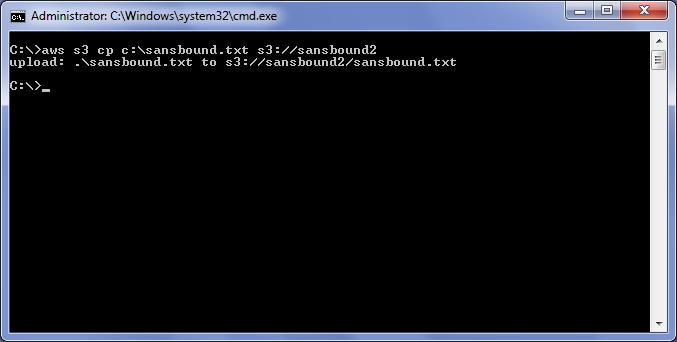 Administrator: C:\Windows\system32\cmd.exe
C:\>aws s3 cp c:\sansbound.txt s3://sansbound2
upload: .\sansbound.txt to s3://sansbound2/sansbound.txt
C:\>_